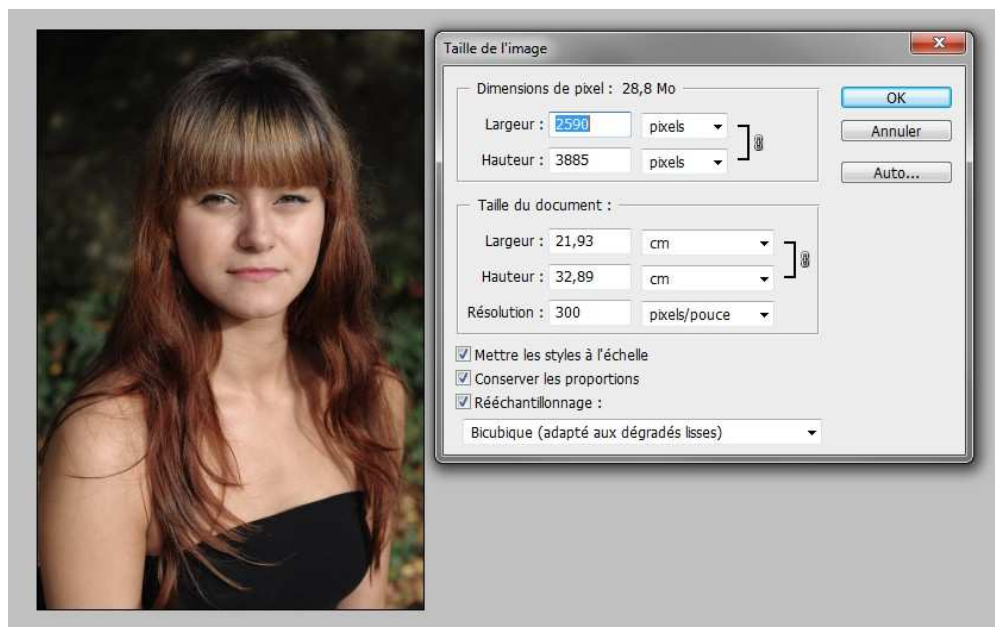 Taille de l'image
Dimensions de pixel : 28,8 Mo
Largeur : 2590 pixels
Hauteur : 3885 pixels
Taille du document :
Largeur : 21,93 cm
Hauteur : 32,89 cm
Résolution : 300 pixels/pouce
Mettre les styles à l'échelle
Conserver les proportions
Rééchantillonnage :
Bicubique (adapté aux dégradés lisses)
OK
Annuler
Auto...